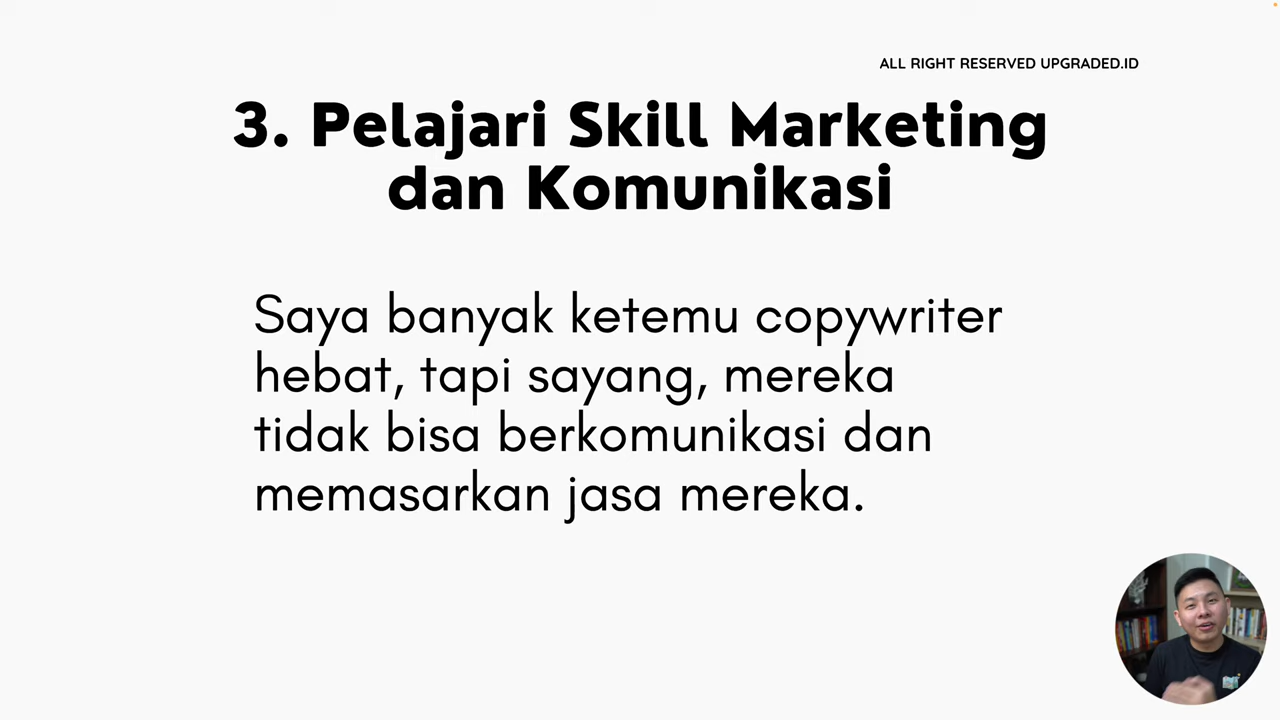 ALL RIGHT RESERVED UPGRADED.ID
3. Pelajari Skill Marketing
dan Komunikasi
Saya banyak ketemu copywriter
hebat, tapi sayang, mereka
tidak bisa berkomunikasi dan
memasarkan jasa mereka.